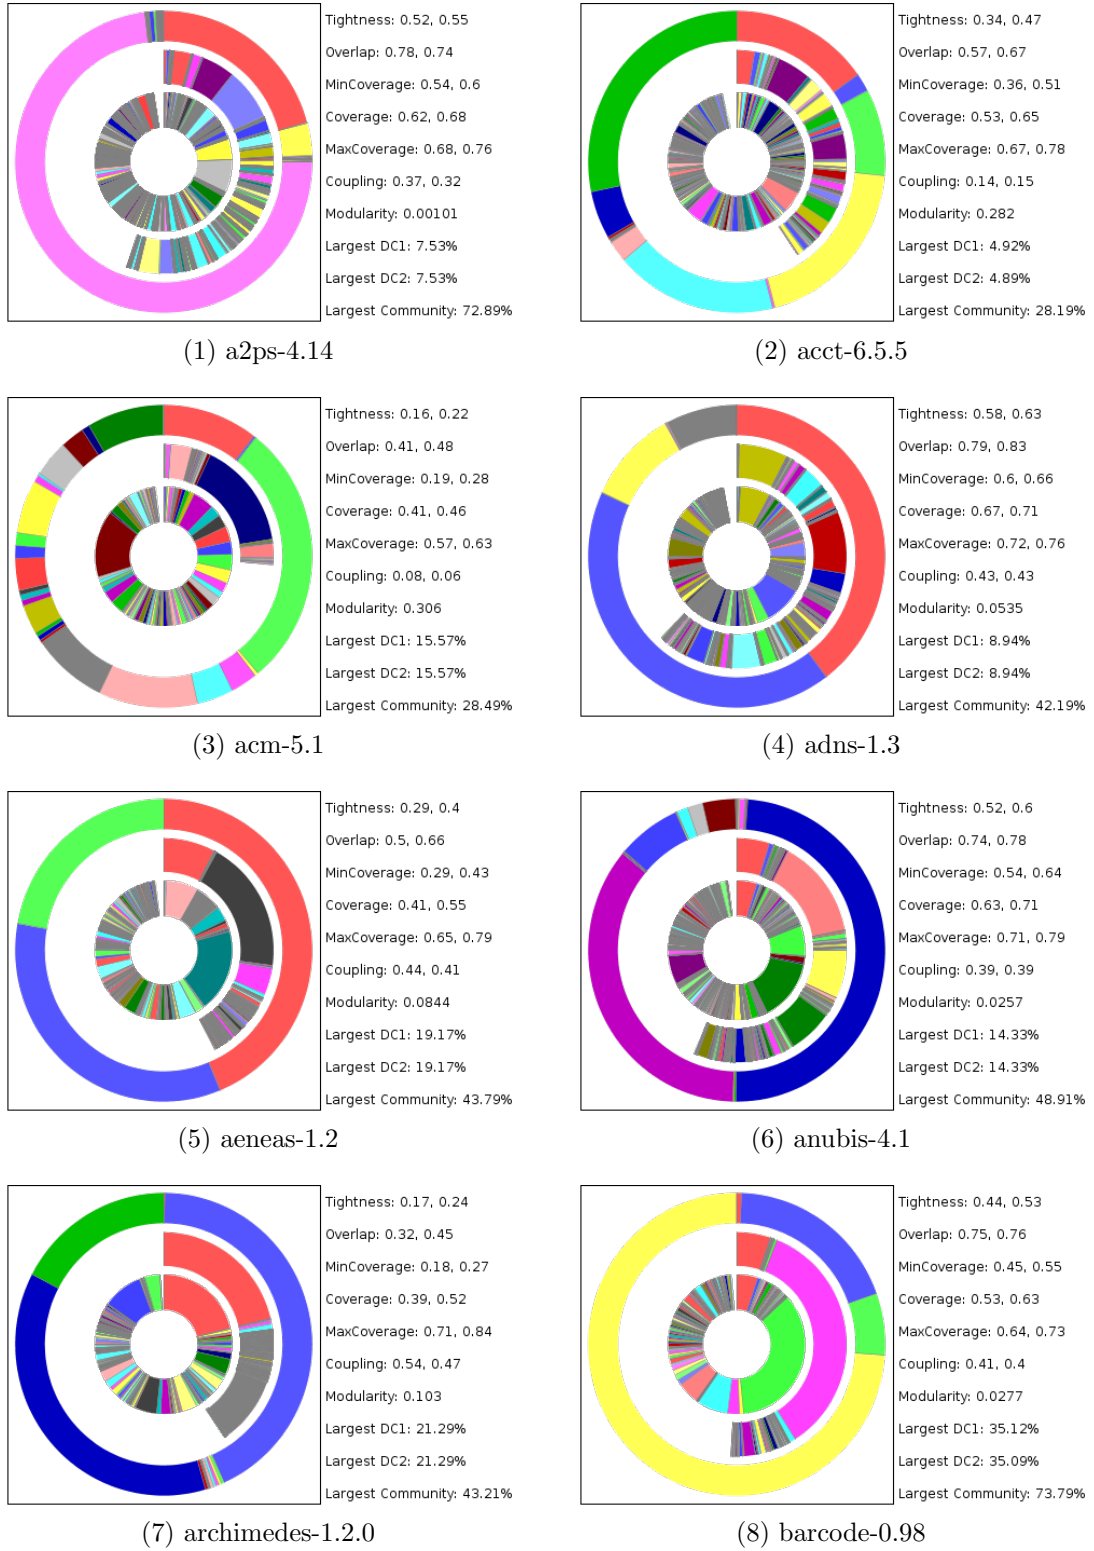 Tightness: 0.52, 0.55
Overlap: 0.78, 0.74
MinCoverage: 0.54, 0.6
Coverage: 0.62, 0.68
MaxCoverage: 0.68, 0.76
Coupling: 0.37, 0.32
Modularity: 0.00101
Largest DC1: 7.53%
Largest DC2: 7.53%
Largest Community: 72.89%
(1) a2ps-4.14
Tightness: 0.34, 0.47
Overlap: 0.57, 0.67
MinCoverage: 0.36, 0.51
Coverage: 0.53, 0.65
MaxCoverage: 0.67, 0.78
Coupling: 0.14, 0.15
Modularity: 0.282
Largest DC1: 4.92%
Largest DC2: 4.89%
Largest Community: 28.19%
(2) acct-6.5.5
Tightness: 0.16, 0.22
Overlap: 0.41, 0.48
MinCoverage: 0.19, 0.28
Coverage: 0.41, 0.46
MaxCoverage: 0.57, 0.63
Coupling: 0.08, 0.06
Modularity: 0.306
Largest DC1: 15.57%
Largest DC2: 15.57%
Largest Community: 28.49%
(3) acm-5.1
Tightness: 0.58, 0.63
Overlap: 0.79, 0.83
MinCoverage: 0.6, 0.66
Coverage: 0.67, 0.71
MaxCoverage: 0.72, 0.76
Coupling: 0.43, 0.43
Modularity: 0.0535
Largest DC1: 8.94%
Largest DC2: 8.94%
Largest Community: 42.19%
(4) adns-1.3
Tightness: 0.29, 0.4
Overlap: 0.5, 0.66
MinCoverage: 0.29, 0.43
Coverage: 0.41, 0.55
MaxCoverage: 0.65, 0.79
Coupling: 0.44, 0.41
Modularity: 0.0844
Largest DC1: 19.17%
Largest DC2: 19.17%
Largest Community: 43.79%
(5) aeneas-1.2
Tightness: 0.52, 0.6
Overlap: 0.74, 0.78
MinCoverage: 0.54, 0.64
Coverage: 0.63, 0.71
MaxCoverage: 0.71, 0.79
Coupling: 0.39, 0.39
Modularity: 0.0257
Largest DC1: 14.33%
Largest DC2: 14.33%
Largest Community: 48.91%
(6) anubis-4.1
Tightness: 0.17, 0.24
Overlap: 0.32, 0.45
MinCoverage: 0.18, 0.27
Coverage: 0.39, 0.52
MaxCoverage: 0.71, 0.84
Coupling: 0.54, 0.47
Modularity: 0.103
Largest DC1: 21.29%
Largest DC2: 21.29%
Largest Community: 43.21%
(7) archimedes-1.2.0
Tightness: 0.44, 0.53
Overlap: 0.75, 0.76
MinCoverage: 0.45, 0.55
Coverage: 0.53, 0.63
MaxCoverage: 0.64, 0.73
Coupling: 0.41, 0.4
Modularity: 0.0277
Largest DC1: 35.12%
Largest DC2: 35.09%
Largest Community: 73.79%
(8) barcode-0.98